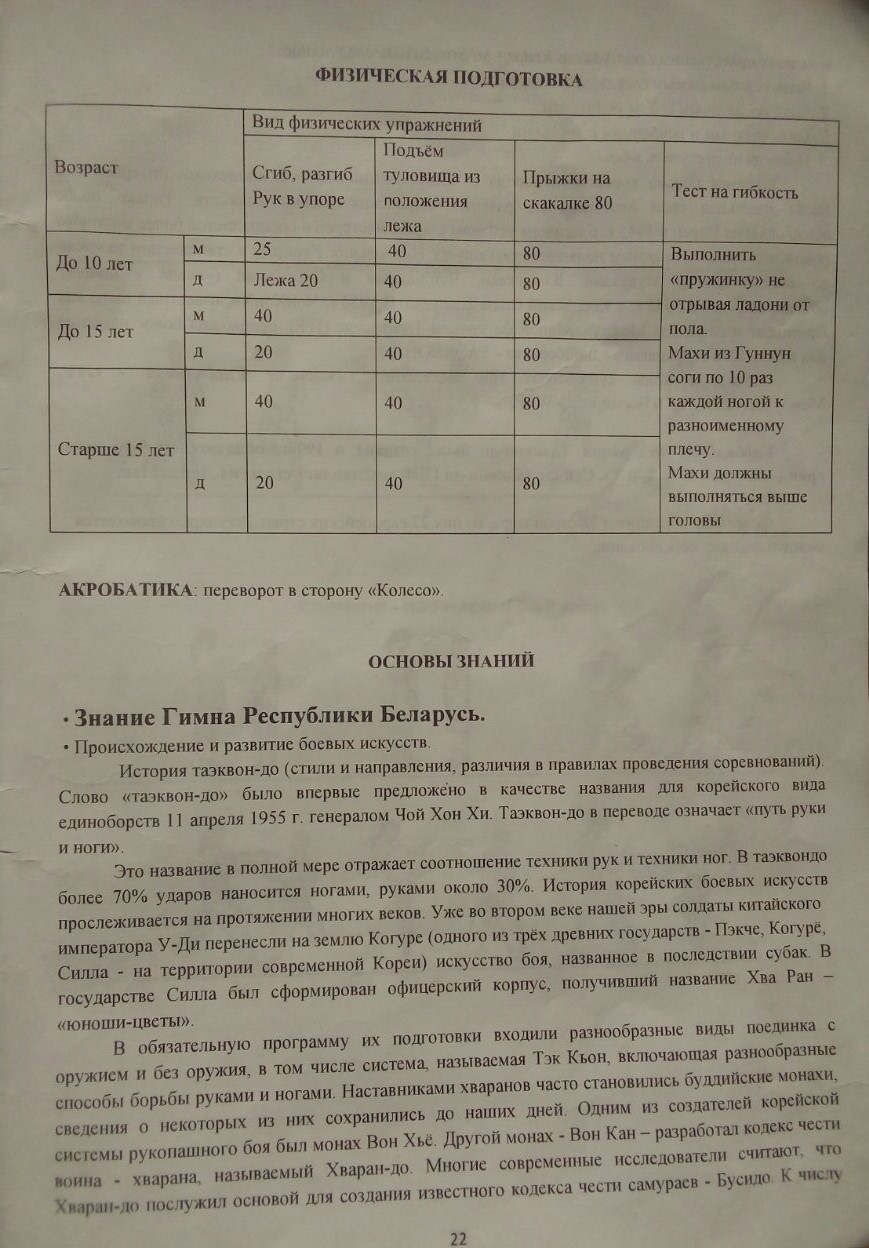 ФИЗИЧЕСКАЯ ПОДГОТОВКА
Возраст
Вид физических упражнений
Сгиб, разгиб
Рук в упоре
Подъём
туловища из
положения
лежа
Прыжки на
скакалке 80
Тест на гибкость
До 10 лет
м
25
40
80
д
Лежа 20
40
80
До 15 лет
м
40
40
80
д
20
40
80
Старше 15 лет
м
40
40
80
д
20
40
80
Выполнить
«пружинку» не
отрывая ладони от
пола.
Махи из Гуннун
соги по 10 раз
каждой ногой к
разноименному
плечу.
Махи должны
выполняться выше
головы
АКРОБАТИКА: переворот в сторону «Колесо».
ОСНОВЫ ЗНАНИЙ
• Знание Гимна Республики Беларусь.
• Происхождение и развитие боевых искусств.
История таэквон-до (стили и направления, различия в правилах проведения соревнований).
Слово «таэквон-до» было впервые предложено в качестве названия для корейского вида
единоборств 11 апреля 1955 г. генералом Чой Хон Хи. Таэквон-до в переводе означает «путь руки
и ноги».
Это название в полной мере отражает соотношение техники рук и техники ног. В таэквондо
более 70% ударов наносится ногами, руками около 30%. История корейских боевых искусств
прослеживается на протяжении многих веков. Уже во втором веке нашей эры солдаты китайского
императора У-Ди перенесли на землю Когуре (одного из трёх древних государств - Пэкче, Когурё,
Силла - на территории современной Кореи) искусство боя, названное в последствии субак. В
государстве Силла был сформирован офицерский корпус, получивший название Хва Ран –
«юноши-цветы».
В обязательную программу их подготовки входили разнообразные виды поединка с
оружием и без оружия, в том числе система, называемая Тэк Кьон, включающая разнообразные
способы борьбы руками и ногами. Наставниками хваранов часто становились буддийские монахи,
сведения о некоторых из них сохранились до наших дней. Одним из создателей корейской
системы рукопашного боя был монах Вон Хьё. Другой монах - Вон Кан – разработал кодекс чести
воина - хварана, называемый Хваран-до. Многие современные исследователи считают, что
Хваран-до послужил основой для создания известного кодекса чести самураев - Бусидо. К числу
22